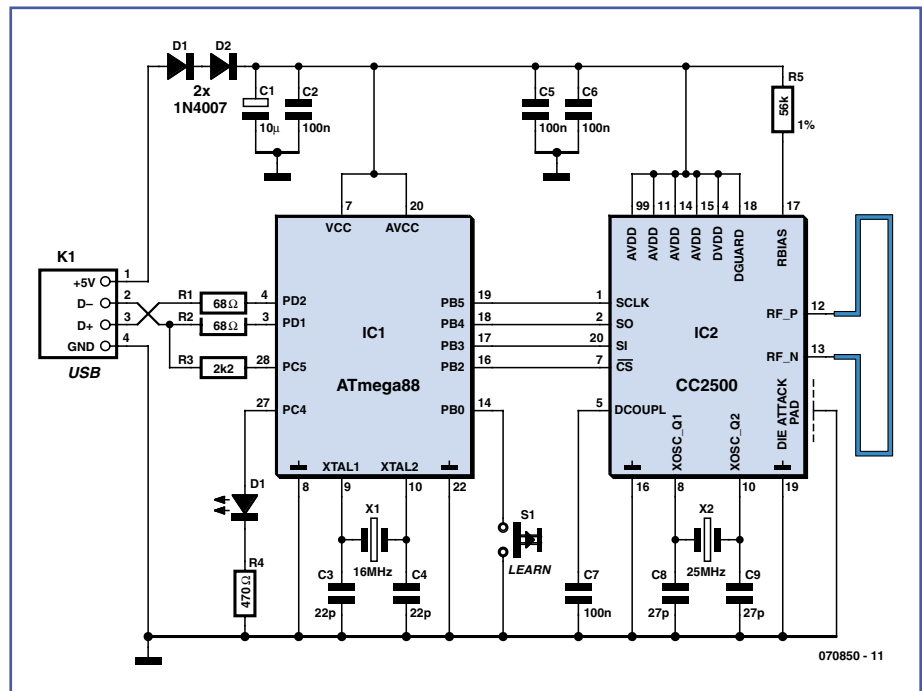 D1 D2
2x
1N4007
C1
10µ
C2
100n
C5
100n
C6
100n
R5
56k
1%
7 20
VCC AVCC
99 11 14 15 4 18 17
AVDD AVDD AVDD AVDD DVDD DGUARD RBIAS
K1
+5V 1
D– 2
D+ 3
GND 4
USB
R1 68Ω 4 PD2
R2 68Ω 3 PD1
R3 2k2 28 PC5
27 PC4
IC1
ATmega88
PB5 19
PB4 18
PB3 17
PB2 16
PB0 14
1 SCLK
2 SO
20 SI
7 CS
5 DCOUPL
IC2
CC2500
RF_P 12
RF_N 13
DIE ATTACK PAD
XOSC_Q1 XOSC_Q2
XTAL1 XTAL2
8 9 10 22
16 8 10 19
D1
R4
470Ω
X1
16MHz
C3
22p
C4
22p
S1
LEARN
C7
100n
X2
25MHz
C8
27p
C9
27p
070850 - 11